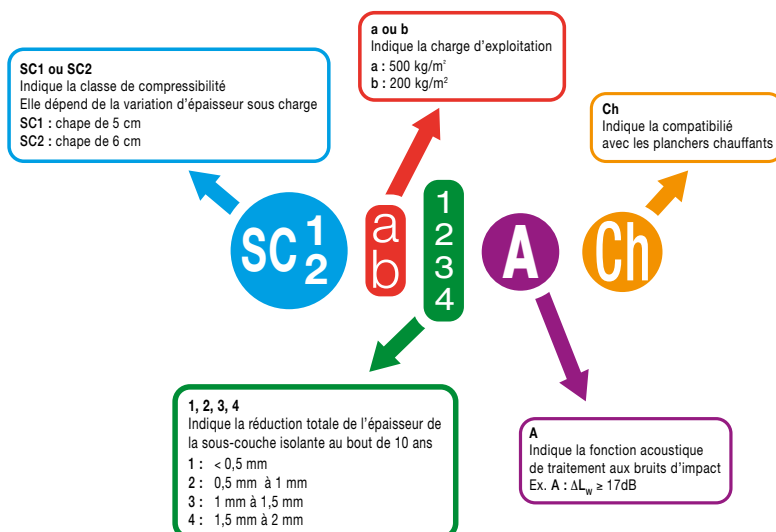 a ou b
Indique la charge d'exploitation
a : 500 kg/m²
b : 200 kg/m²
SC1 ou SC2
Indique la classe de compressibilité
Elle dépend de la variation d'épaisseur sous charge
SC1 : chape de 5 cm
SC2 : chape de 6 cm
Ch
Indique la compatibilié
avec les planchers chauffants
SC 1 2
a
b
1
2
3
4
A
Ch
1, 2, 3, 4
Indique la réduction totale de l'épaisseur de
la sous-couche isolante au bout de 10 ans
1 : < 0,5 mm
2 : 0,5 mm à 1 mm
3 : 1 mm à 1,5 mm
4 : 1,5 mm à 2 mm
A
Indique la fonction acoustique
de traitement aux bruits d'impact
Ex. A : ΔLw ≥ 17dB